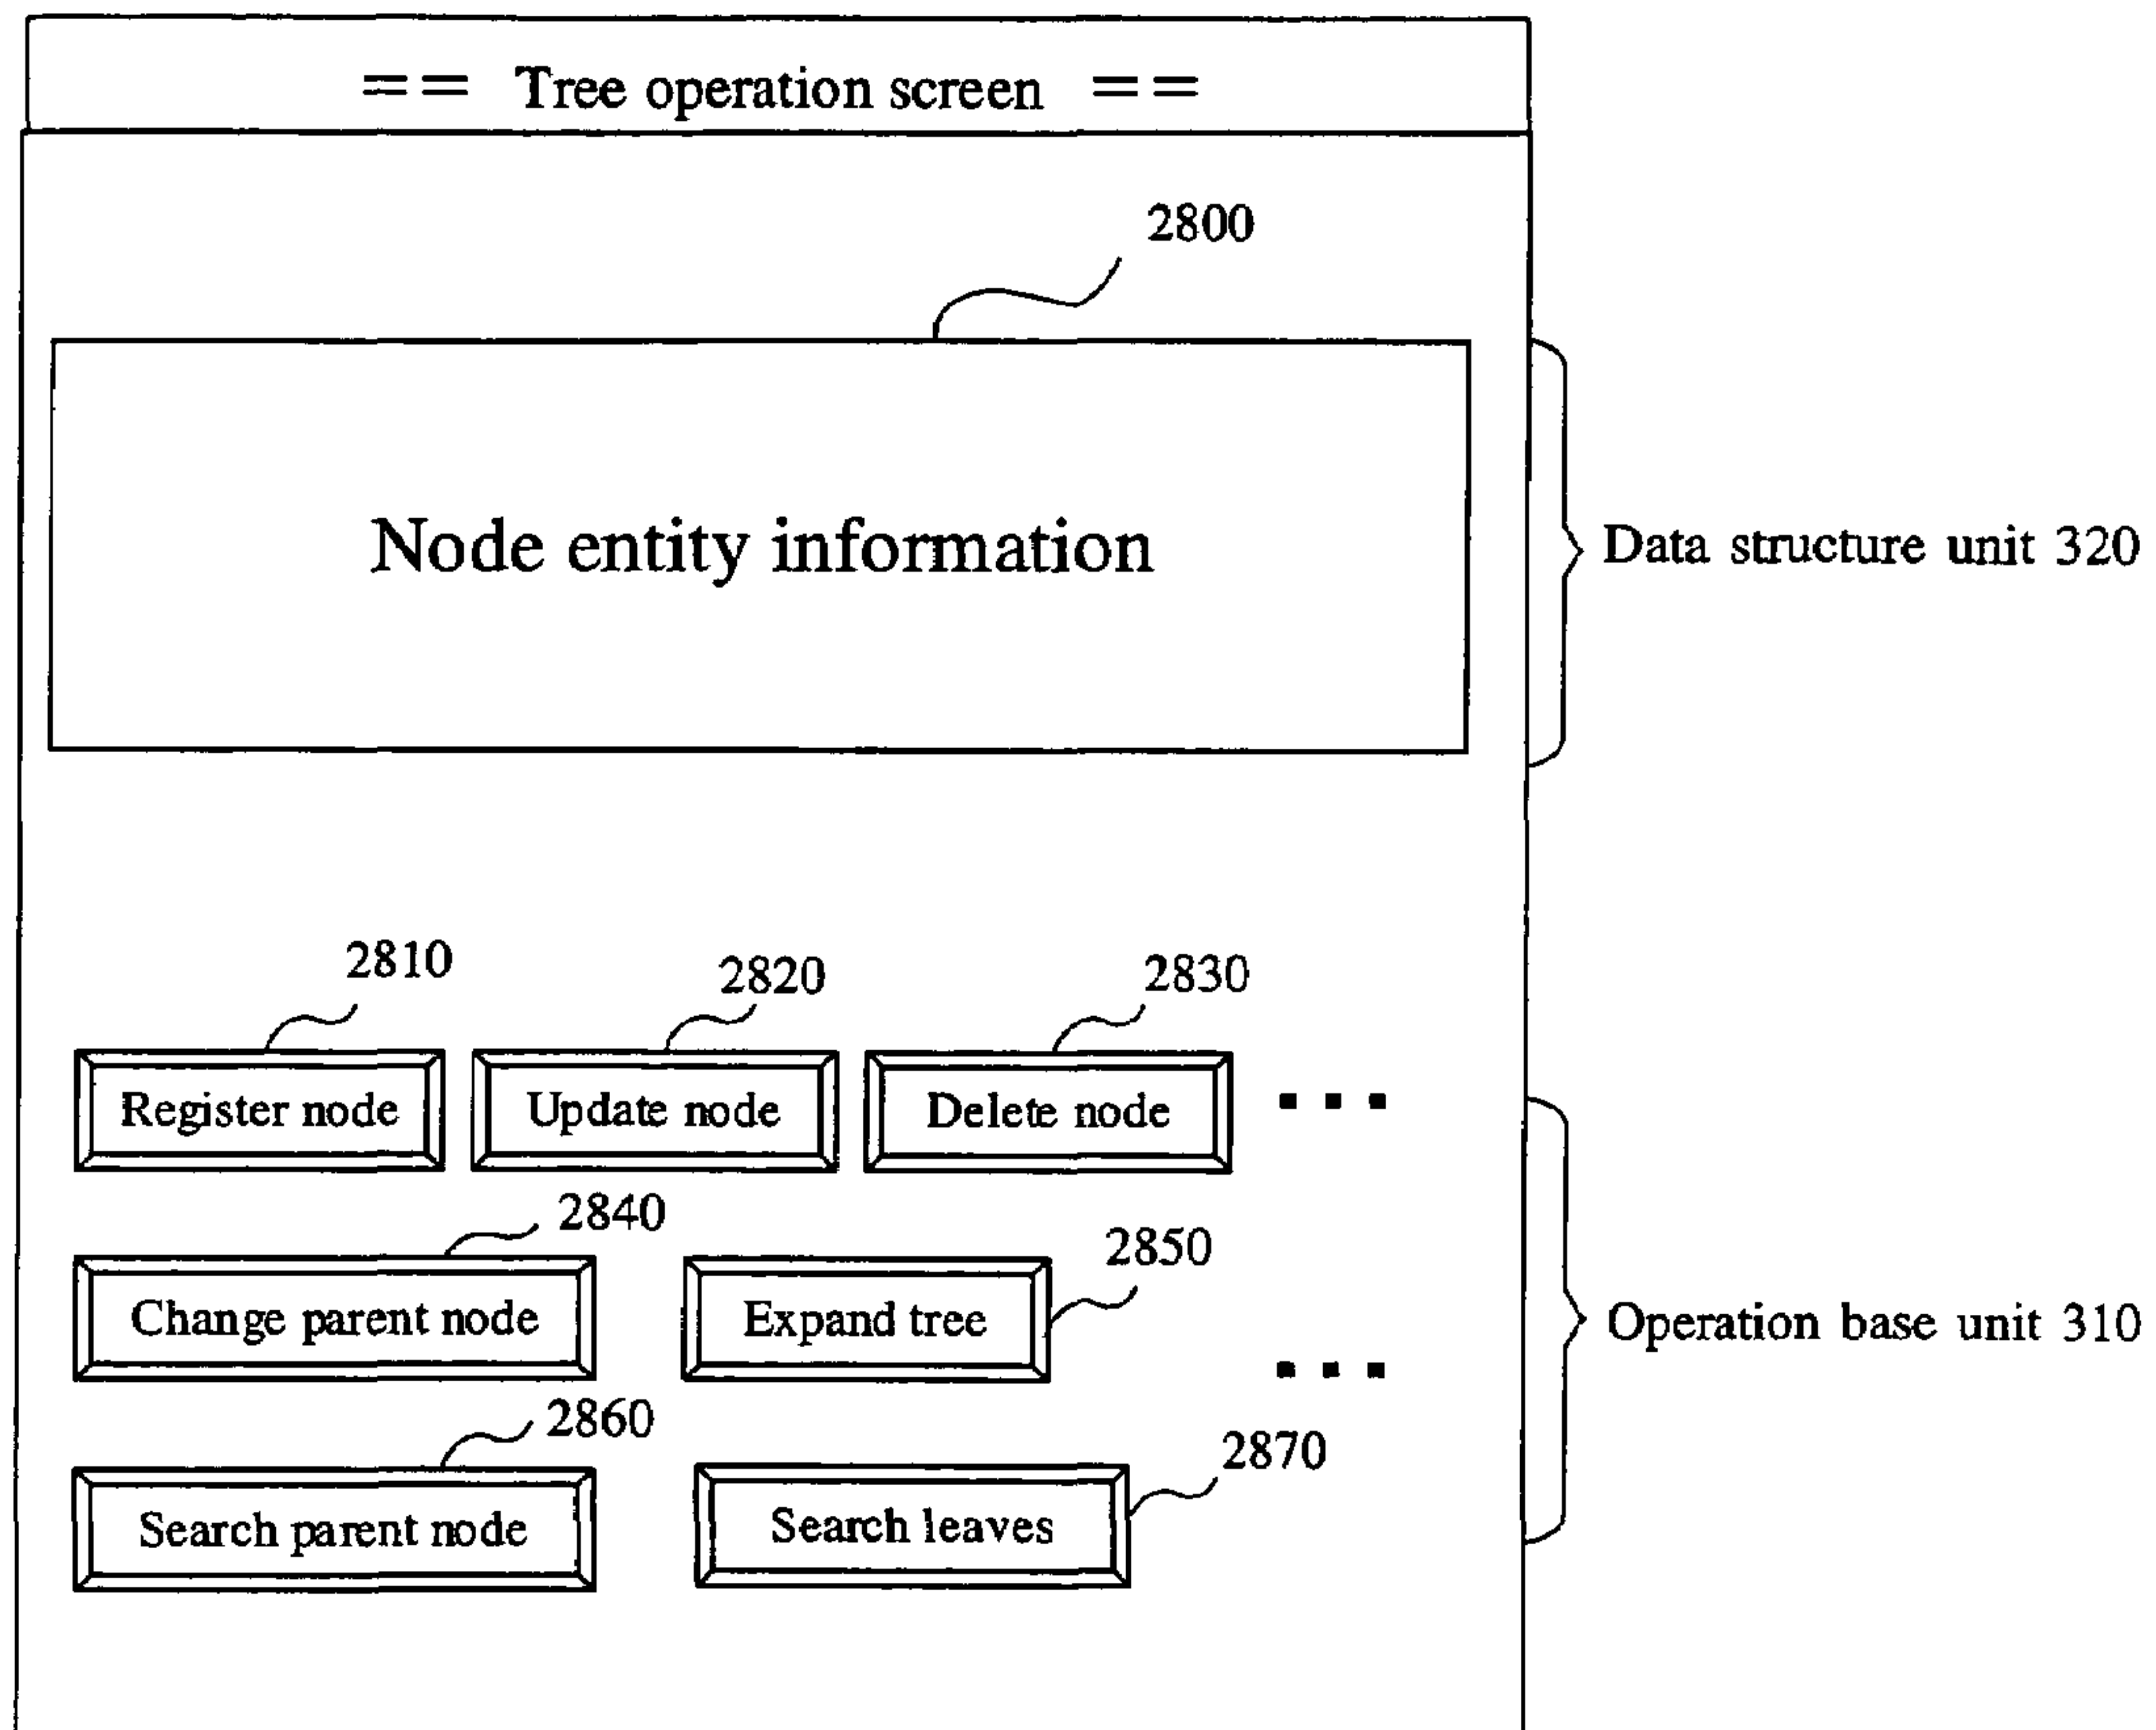 == Tree operation screen ==
2800
Node entity information
Data structure unit 320
2810 2820 2830
Register node Update node Delete node ...
2840 2850
Change parent node Expand tree ...
Operation base unit 310
2860 2870
Search parent node Search leaves